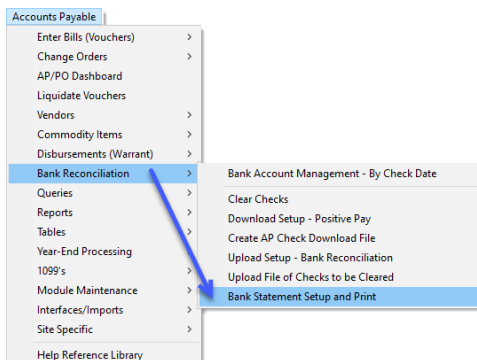 Accounts Payable
Enter Bills (Vouchers)
Change Orders
AP/PO Dashboard
Liquidate Vouchers
Vendors
Commodity Items
Disbursements (Warrant)
Bank Reconciliation
Queries
Reports
Tables
Year-End Processing
1099's
Module Maintenance
Interfaces/Imports
Site Specific
Help Reference Library
Bank Account Management - By Check Date
Clear Checks
Download Setup - Positive Pay
Create AP Check Download File
Upload Setup - Bank Reconciliation
Upload File of Checks to be Cleared
Bank Statement Setup and Print